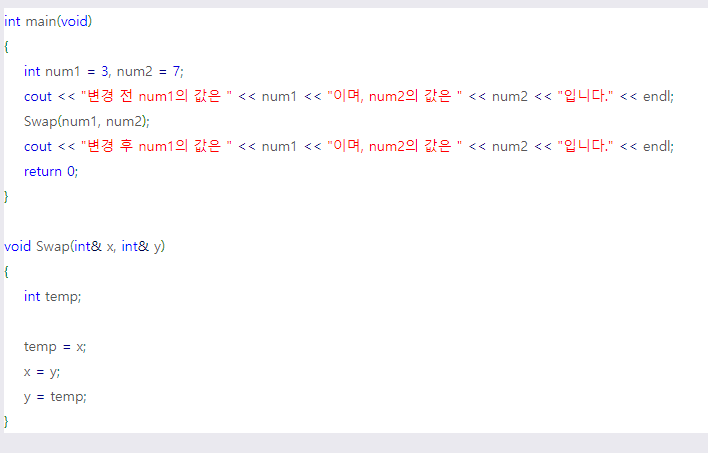 int main(void)
{
int num1 = 3, num2 = 7;
cout << "변경 전 num1의 값은 " << num1 << "이며, num2의 값은 " << num2 << "입니다." << endl;
Swap(num1, num2);
cout << "변경 후 num1의 값은 " << num1 << "이며, num2의 값은 " << num2 << "입니다." << endl;
return 0;
}
void Swap(int& x, int& y)
{
int temp;
temp = x;
x = y;
y = temp;
}